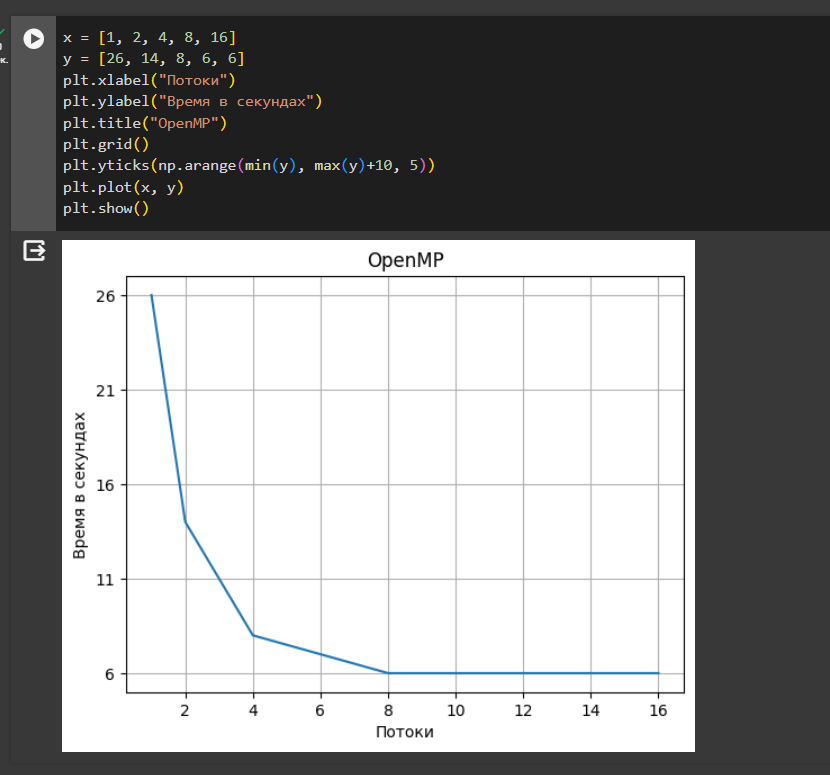 к.
x = [1, 2, 4, 8, 16]
y = [26, 14, 8, 6, 6]
plt.xlabel("Потоки")
plt.ylabel("Время в секундах")
plt.title("OpenMP")
plt.grid()
plt.yticks(np.arange(min(y), max(y)+10, 5))
plt.plot(x, y)
plt.show()
OpenMP
Время в секундах
26
21
16
11
6
2 4 6 8 10 12 14 16
Потоки